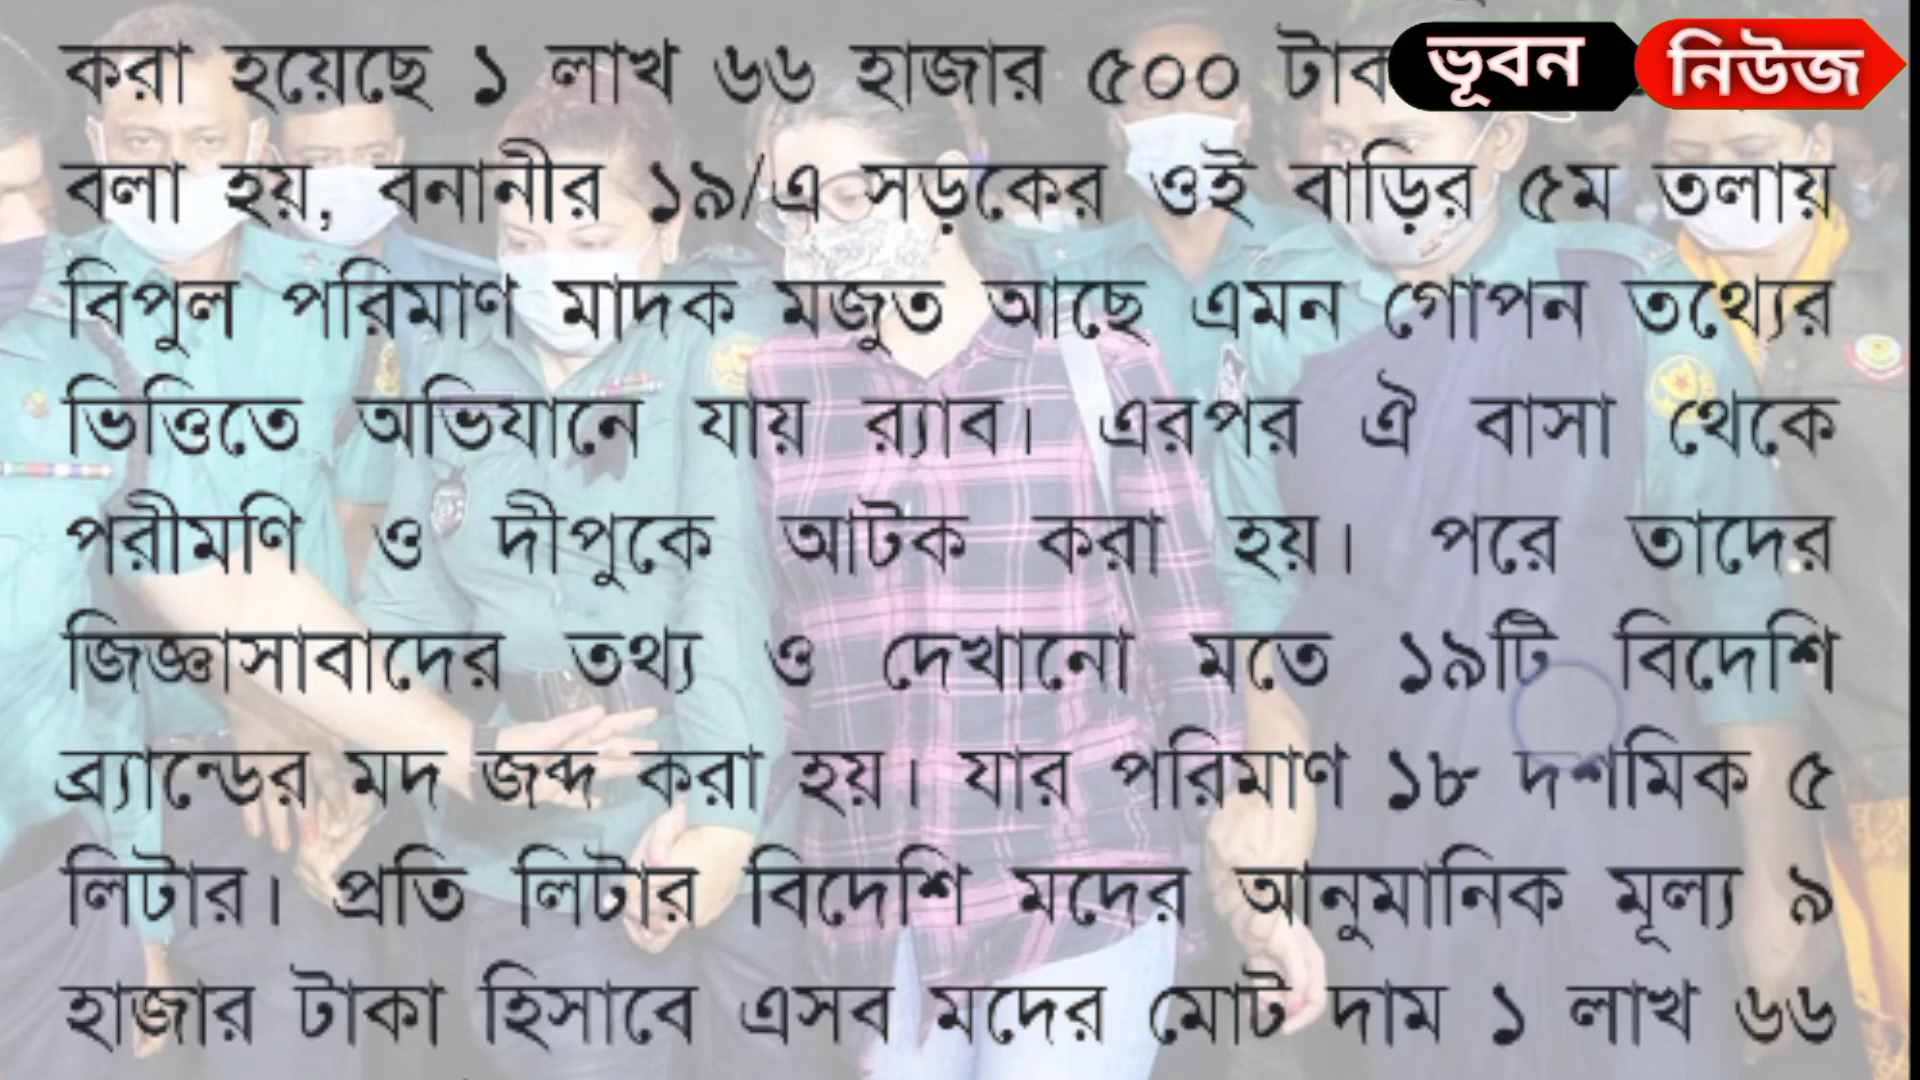 করা হয়েছে ১ লাখ ৬৬ হাজার ৫০০
ভূবন নিউজ
বলা হয়, বনানীর ১৯/এ সড়কের ওই বাড়ির ৫ম তলায়
বিপুল পরিমাণ মাদক মজুত আছে এমন গোপন তথ্যের
ভিত্তিতে অভিযানে যায় র‍্যাব। এরপর ঐ বাসা থেকে
পরীমণি ও দীপুকে আটক করা হয়। পরে তাদের
জিজ্ঞাসাবাদের তথ্য ও দেখানো মতে ১৯টি বিদেশি
ব্র্যান্ডের মদ জব্দ করা হয়। যার পরিমাণ ১৮ দশমিক ৫
লিটার। প্রতি লিটার বিদেশি মদের আনুমানিক মূল্য ৯
হাজার টাকা হিসাবে এসব মদের মোট দাম ১ লাখ ৬৬